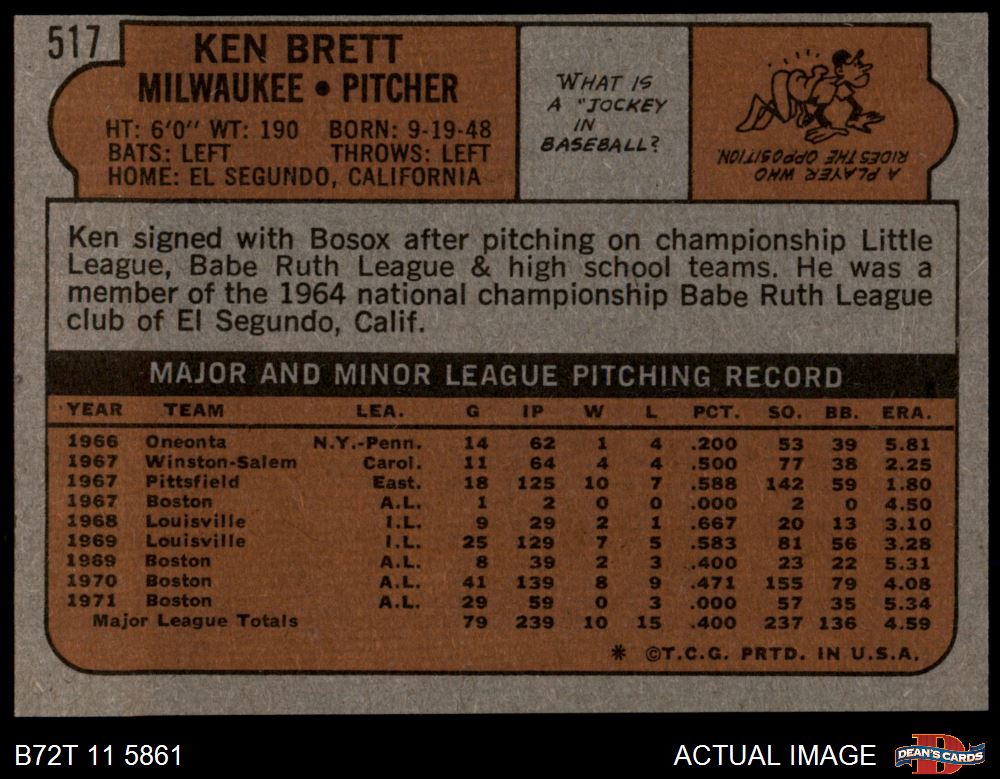 517
KEN BRETT
MILWAUKEE • PITCHER
HT: 6'0" WT: 190 BORN: 9-19-48
BATS: LEFT THROWS: LEFT
HOME: EL SEGUNDO, CALIFORNIA
WHAT IS
A "JOCKEY
IN
BASEBALL?
A PLAYER WHO
RIDES THE OPPOSITION
Ken signed with Bosox after pitching on championship Little
League, Babe Ruth League & high school teams. He was a
member of the 1964 national championship Babe Ruth League
club of El Segundo, Calif.
MAJOR AND MINOR LEAGUE PITCHING RECORD
YEAR TEAM LEA. G IP W L PCT. SO. BB. ERA.
1966 Oneonta N.Y.-Penn. 14 62 1 4 .200 53 39 5.81
1967 Winston-Salem Carol. 11 64 4 4 .500 77 38 2.25
1967 Pittsfield East. 18 125 10 7 .588 142 59 1.80
1967 Boston A.L. 1 2 0 0 .000 2 0 4.50
1968 Louisville I.L. 9 29 2 1 .667 20 13 3.10
1969 Louisville I.L. 25 129 7 5 .583 81 56 3.28
1969 Boston A.L. 8 39 2 3 .400 23 22 5.31
1970 Boston A.L. 41 139 8 9 .471 155 79 4.08
1971 Boston A.L. 29 59 0 3 .000 57 35 5.34
Major League Totals 79 239 10 15 .400 237 136 4.59
* ©T.C.G. PRTD. IN U.S.A.
B72T 11 5861
ACTUAL IMAGE
D
DEAN'S CARDS